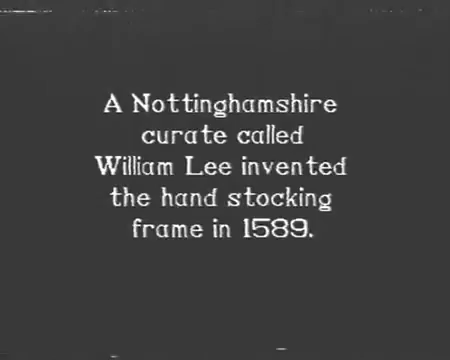 A Nottinghamshire
curate called
William Lee invented
the hand stocking
frame in 1589.